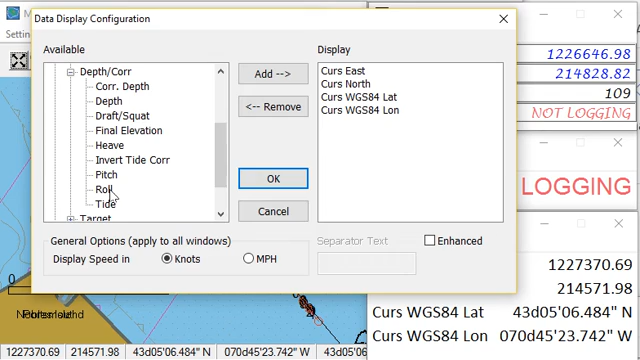 Data Display Configuration
Settin
Available
Display
Depth/Corr
Corr. Depth
Depth
Draft/Squat
Final Elevation
Heave
Invert Tide Corr
Pitch
Roll
Tide
Target
Add -->
<-- Remove
OK
Cancel
Curs East
Curs North
Curs WGS84 Lat
Curs WGS84 Lon
General Options (apply to all windows)
Display Speed in
Knots
MPH
Separator Text
Enhanced
1226646.98
214828.82
109
NOT LOGGING
LOGGING
1227370.69
214571.98
Curs WGS84 Lat 43d05'06.484" N
Curs WGS84 Lon 070d45'23.742" W
0
1227370.69 214571.98 43d05'06.484" N 070d45'23.742" W 0.00